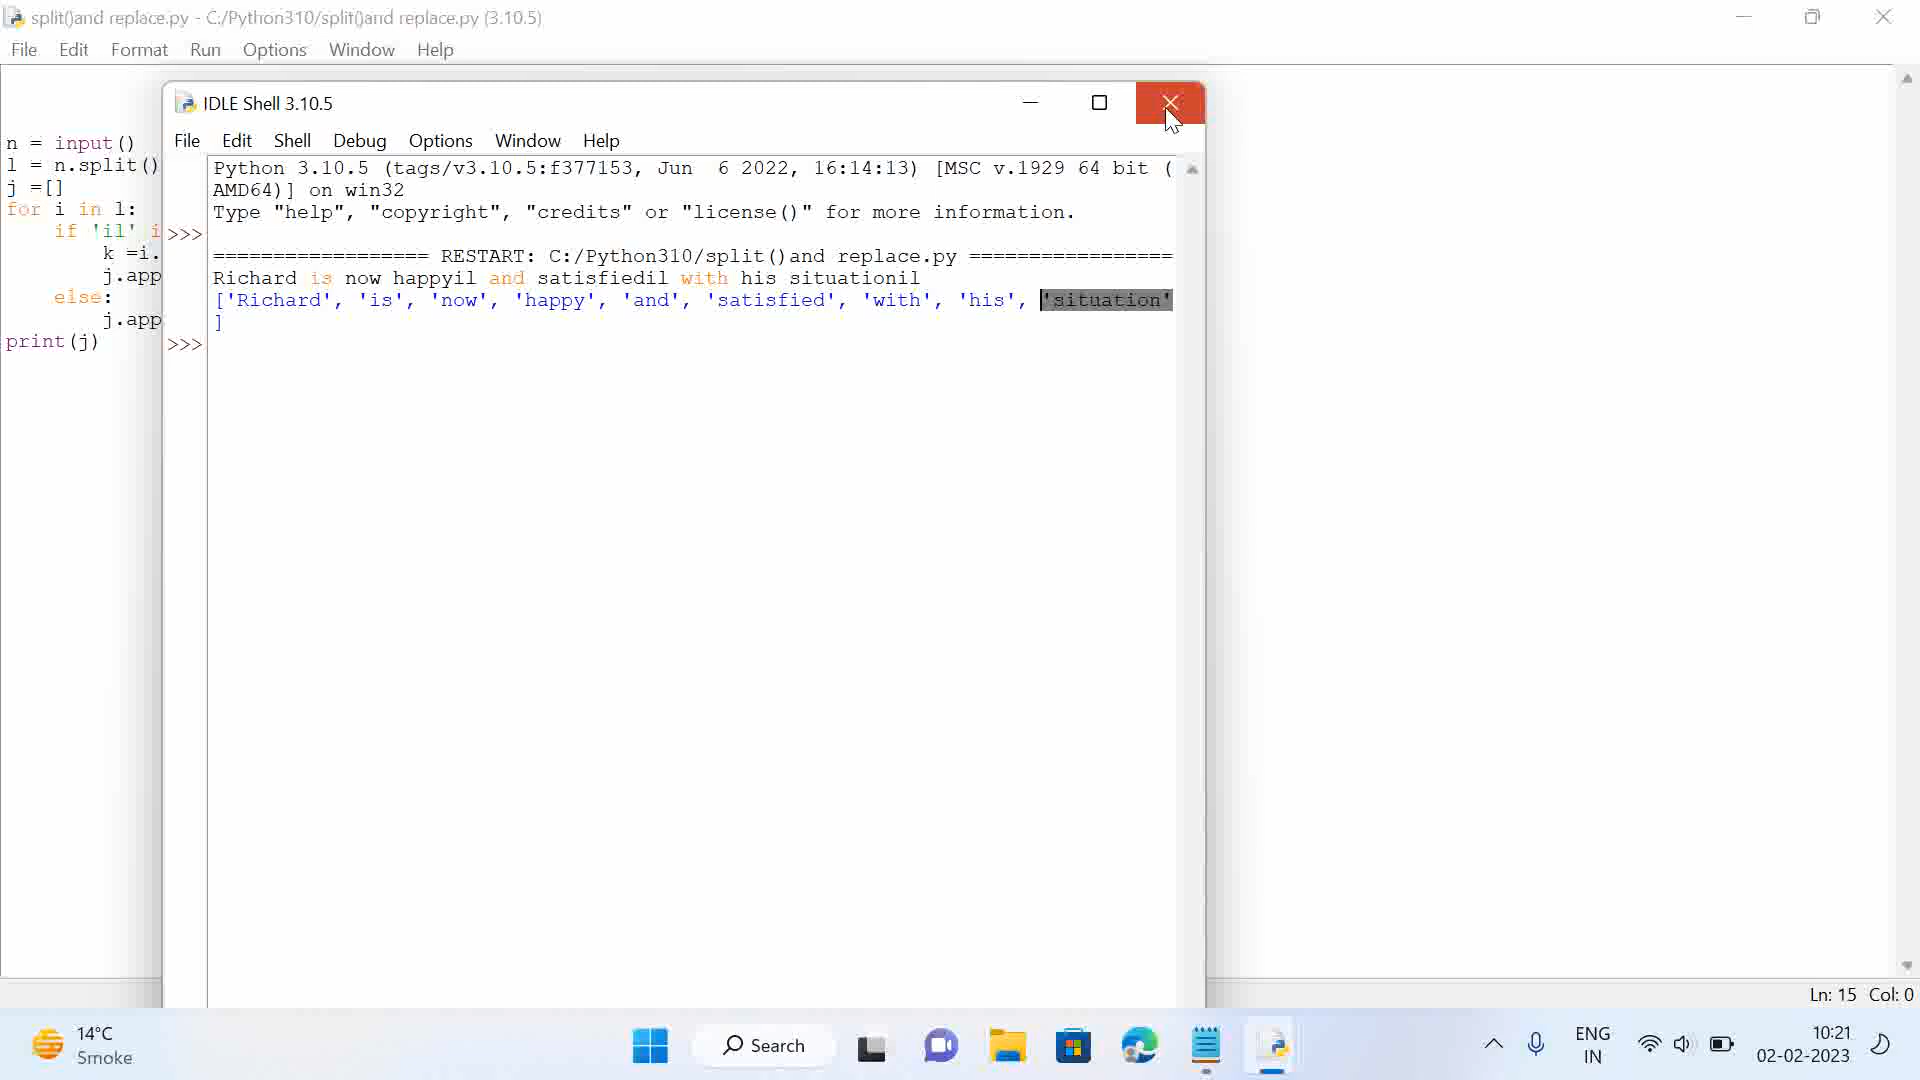 split()and replace.py - C:/Python310/split()and replace.py (3.10.5)
File Edit Format Run Options Window Help
n = input()
l = n.split()
j =[]
for i in l:
if 'il' i
k =i.
j.app
else:
j.app
print(j)
IDLE Shell 3.10.5
File Edit Shell Debug Options Window Help
Python 3.10.5 (tags/v3.10.5:f377153, Jun  6 2022, 16:14:13) [MSC v.1929 64 bit (
AMD64)] on win32
Type "help", "copyright", "credits" or "license()" for more information.
>>>
================== RESTART: C:/Python310/split()and replace.py =================
Richard is now happyil and satisfiedil with his situationil
['Richard', 'is', 'now', 'happy', 'and', 'satisfied', 'with', 'his', 'situation'
]
>>>
Ln: 15 Col: 0
14°C
Smoke
Search
ENG
IN
10:21
02-02-2023